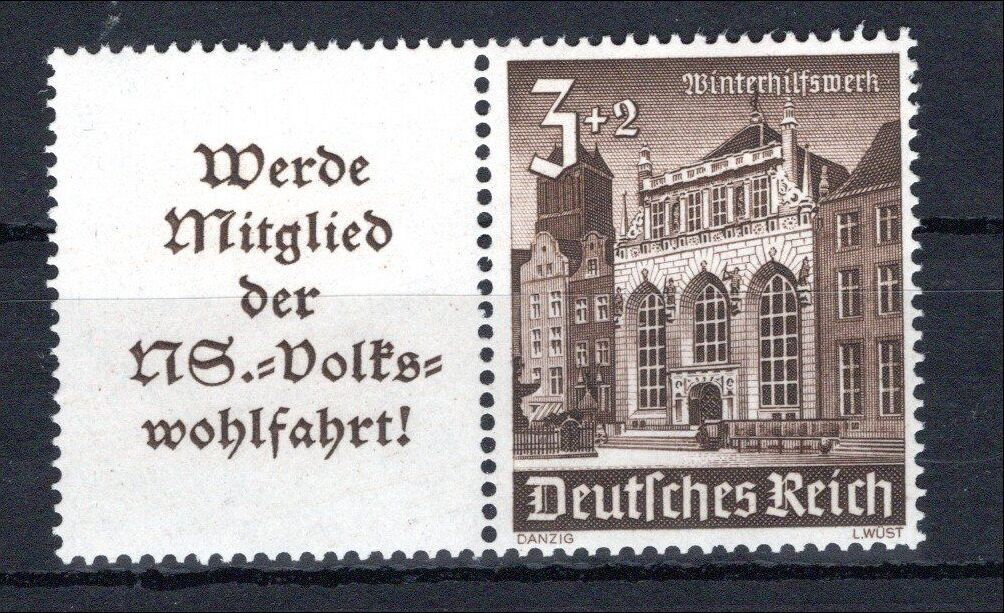 Werde
Mitglied
der
NS.-Volks-
wohlfahrt!
3+2
Winterhilfswerk
Deutsches Reich
DANZIG
L.WÜST